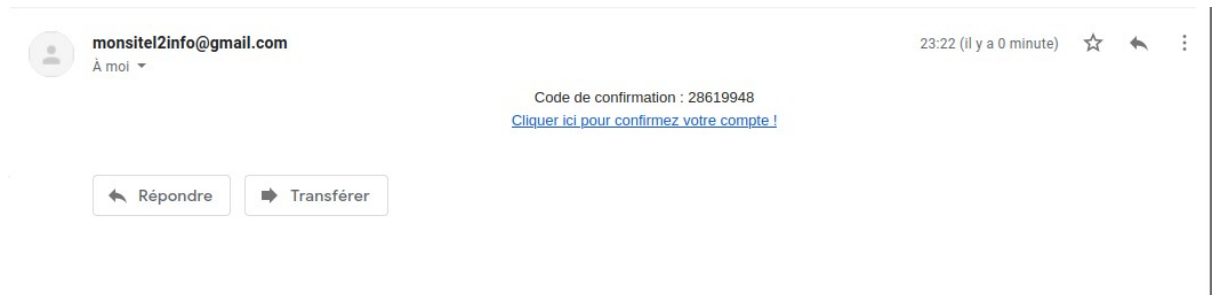 monsitel2info@gmail.com
23:22 (il y a 0 minute)
À moi
Code de confirmation : 28619948
Cliquer ici pour confirmez votre compte !
Répondre
Transférer